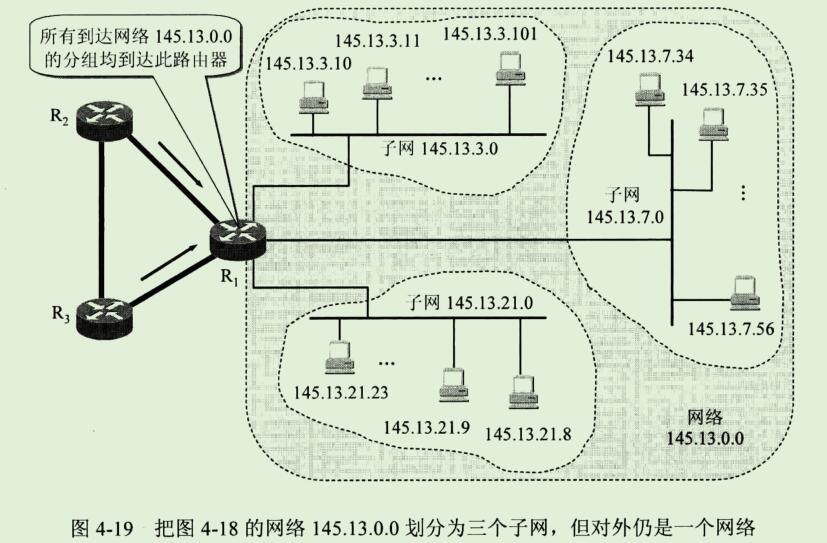 所有到达网络 145.13.0.0
的分组均到达此路由器
145.13.3.10
145.13.3.11
...
145.13.3.101
子网 145.13.3.0
R2
R1
R3
145.13.7.34
145.13.7.35
子网
145.13.7.0
...
145.13.7.56
子网 145.13.21.0
...
145.13.21.23
145.13.21.9
145.13.21.8
网络
145.13.0.0
图 4-19 把图 4-18 的网络 145.13.0.0 划分为三个子网，但对外仍是一个网络